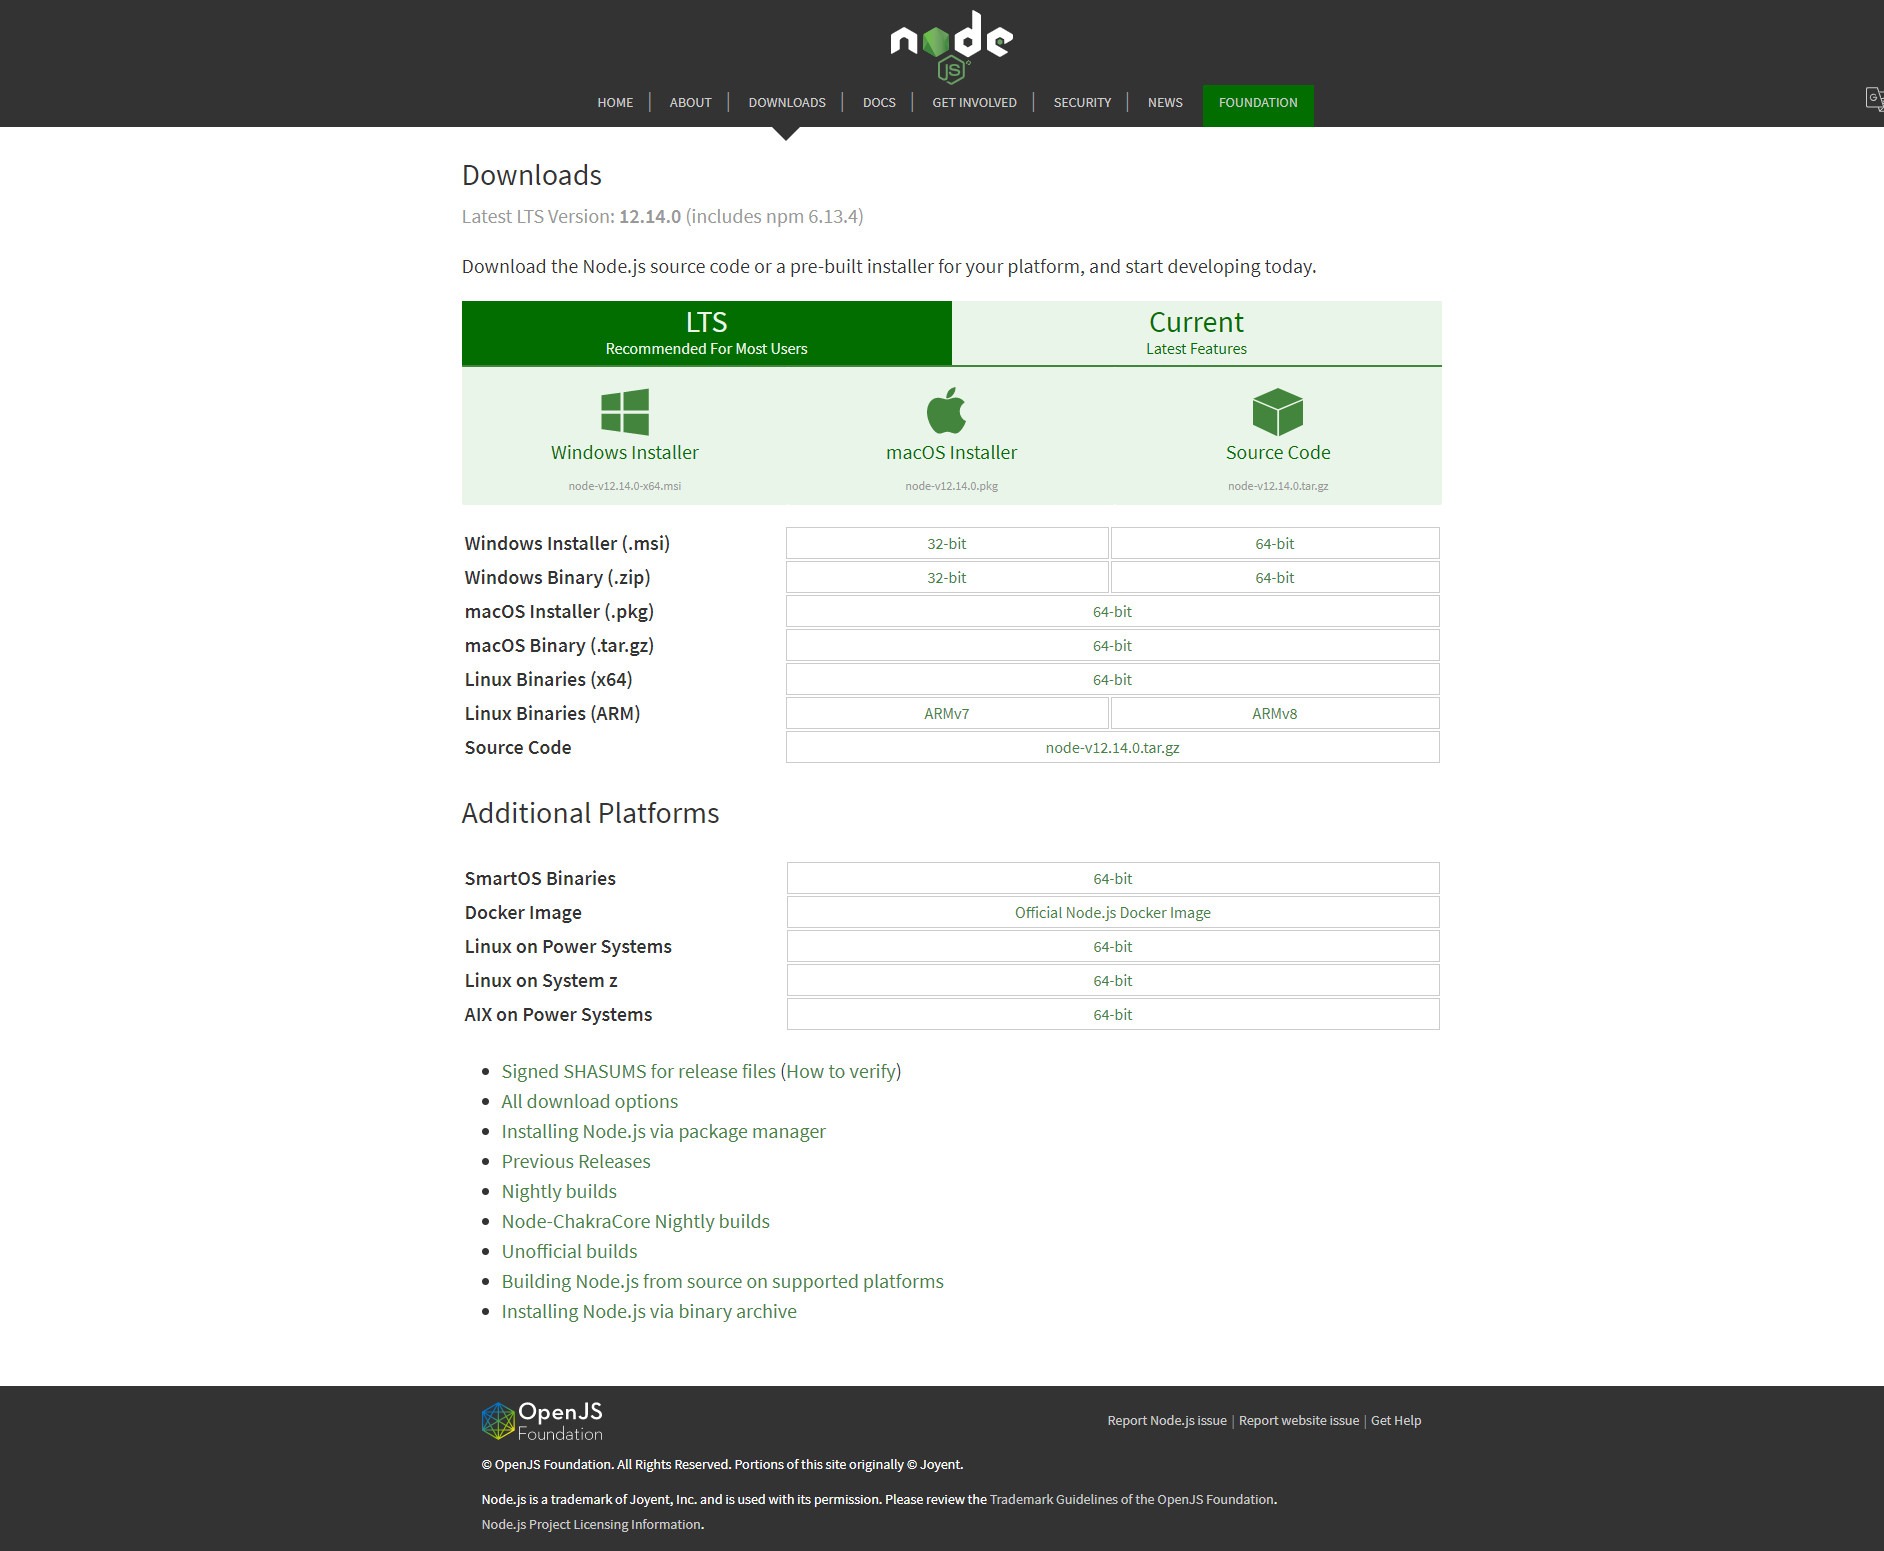 node
JS
HOME | ABOUT | DOWNLOADS | DOCS | GET INVOLVED | SECURITY | NEWS FOUNDATION
Downloads
Latest LTS Version: 12.14.0 (includes npm 6.13.4)
Download the Node.js source code or a pre-built installer for your platform, and start developing today.
LTS
Recommended For Most Users
Current
Latest Features
Windows Installer
node-v12.14.0-x64.msi
macOS Installer
node-v12.14.0.pkg
Source Code
node-v12.14.0.tar.gz
Windows Installer (.msi) 32-bit 64-bit
Windows Binary (.zip) 32-bit 64-bit
macOS Installer (.pkg) 64-bit
macOS Binary (.tar.gz) 64-bit
Linux Binaries (x64) 64-bit
Linux Binaries (ARM) ARMv7 ARMv8
Source Code node-v12.14.0.tar.gz
Additional Platforms
SmartOS Binaries 64-bit
Docker Image Official Node.js Docker Image
Linux on Power Systems 64-bit
Linux on System z 64-bit
AIX on Power Systems 64-bit
Signed SHASUMS for release files (How to verify)
All download options
Installing Node.js via package manager
Previous Releases
Nightly builds
Node-ChakraCore Nightly builds
Unofficial builds
Building Node.js from source on supported platforms
Installing Node.js via binary archive
OpenJS
Foundation
Report Node.js issue | Report website issue | Get Help
© OpenJS Foundation. All Rights Reserved. Portions of this site originally © Joyent.
Node.js is a trademark of Joyent, Inc. and is used with its permission. Please review the Trademark Guidelines of the OpenJS Foundation.
Node.js Project Licensing Information.